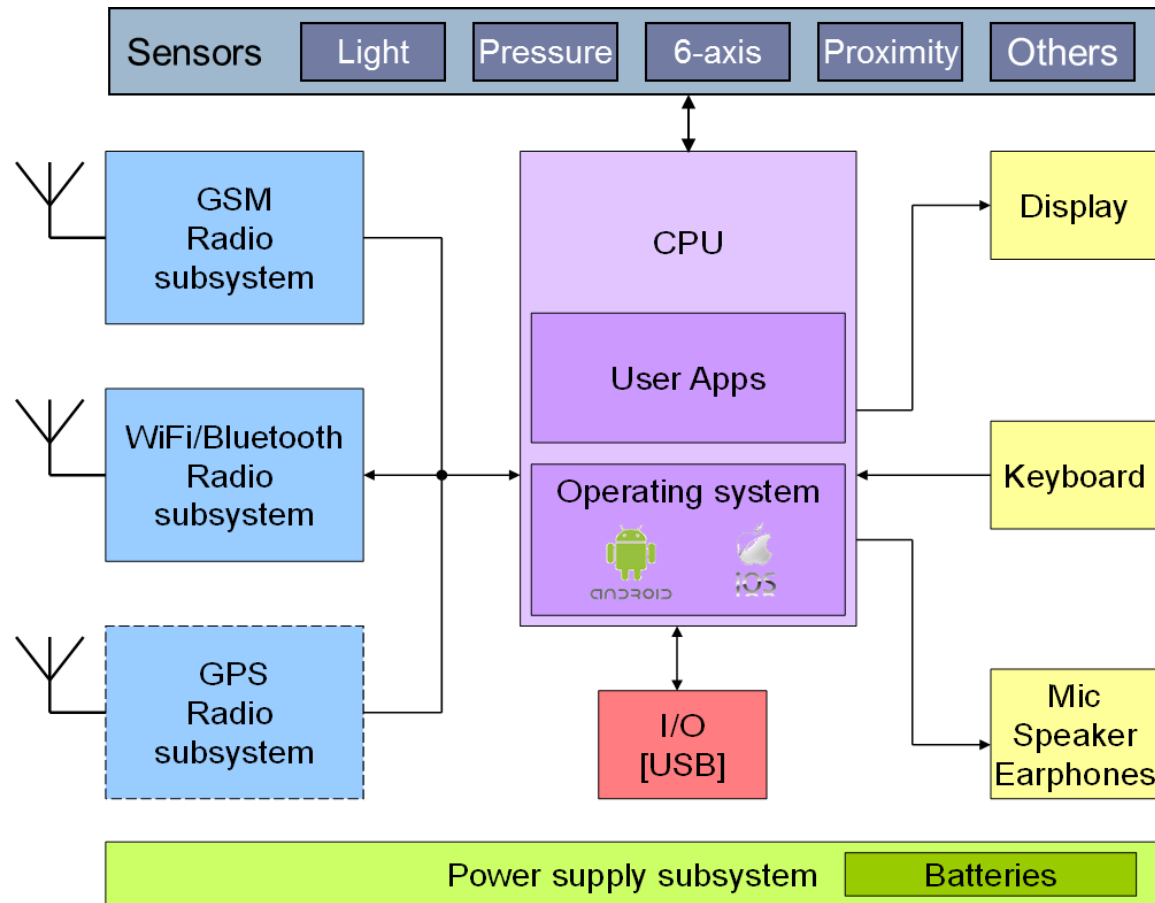 Sensors Light Pressure 6-axis Proximity Others
GSM
Radio
subsystem
CPU
Display
User Apps
WiFi/Bluetooth
Radio
subsystem
Operating system
ANDROID
iOS
Keyboard
GPS
Radio
subsystem
I/O
[USB]
Mic
Speaker
Earphones
Power supply subsystem Batteries